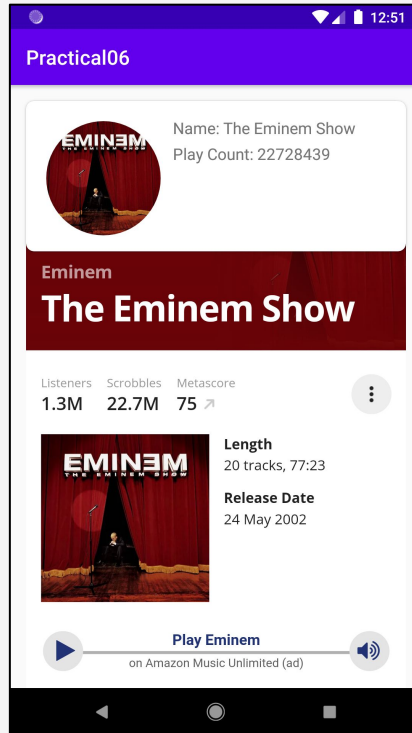 12:51
Practical06
EMINEM
THE EMINEM SHOW
Name: The Eminem Show
Play Count: 22728439
Eminem
The Eminem Show
Listeners Scrobbles Metascore
1.3M 22.7M 75
EMINEM
THE EMINEM SHOW
Length
20 tracks, 77:23
Release Date
24 May 2002
Play Eminem
on Amazon Music Unlimited (ad)